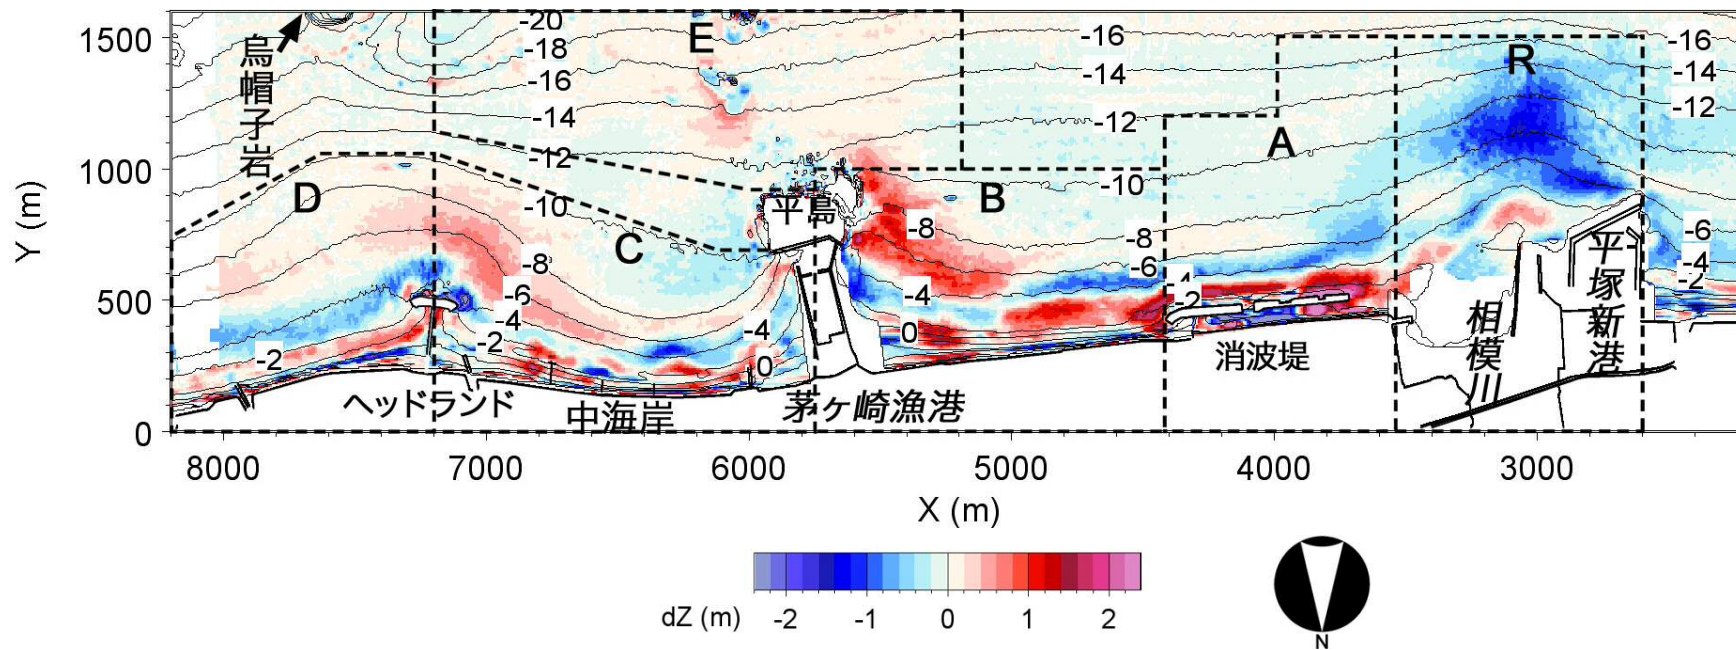 Y (m)
1500
1000
500
0
烏帽子岩
-20
-18
-16
-14
-12
-10
-8
-6
-4
-2
-2
E
D
C
平島
-4
0
B
-8
-4
0
-16
-14
-12
-10
-8
-6
-4
-2
A
R
-16
-14
-12
-6
-4
-2
ヘッドランド
中海岸
茅ヶ崎漁港
消波堤
相模川
平塚新港
8000 7000 6000 5000 4000 3000
X (m)
dZ (m) -2 -1 0 1 2
N